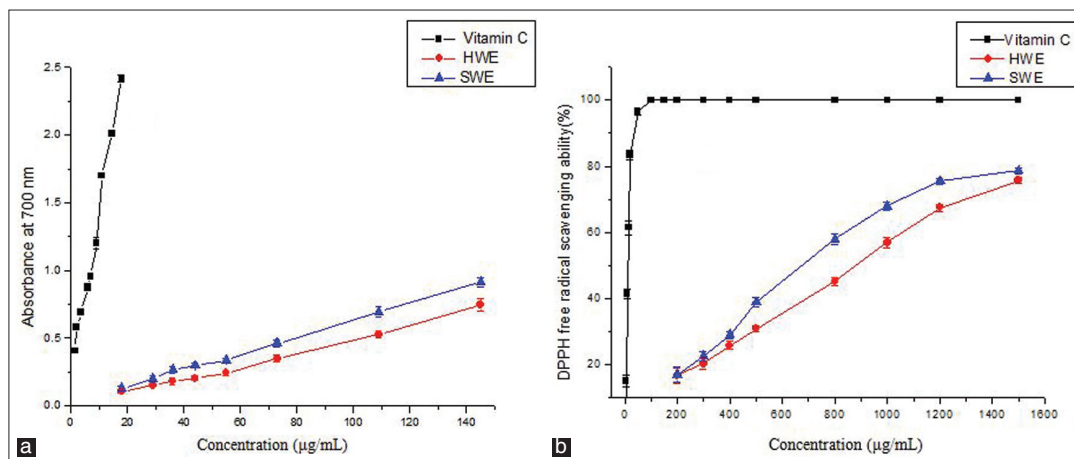 Vitamin C
HWE
SWE
2.5
2.0
1.5
1.0
0.5
0.0
Absorbance at 700 nm
0
20
40
60
80
100
120
140
Concentration (µg/mL)
a
Vitamin C
HWE
SWE
100
80
60
40
20
DPPH free radical scavenging ability(%)
0
200
400
600
800
1000
1200
1400
1600
Concentration (µg/mL)
b